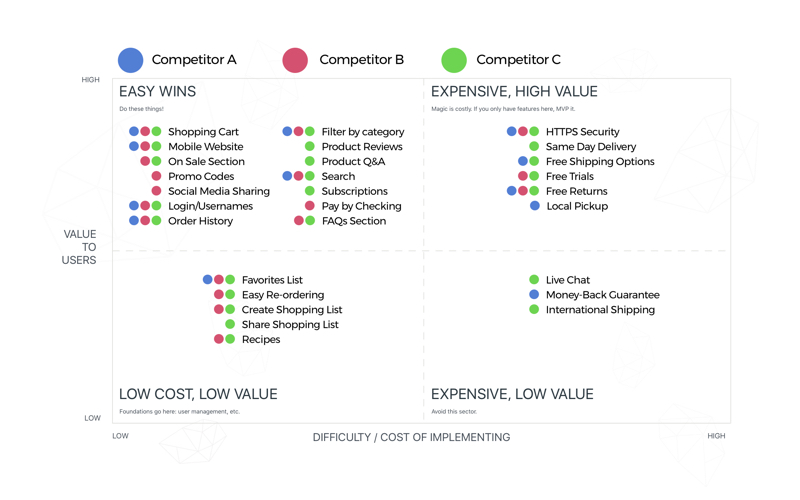 Competitor A
Competitor B
Competitor C
HIGH
EASY WINS
Do these things!
Shopping Cart
Mobile Website
On Sale Section
Promo Codes
Social Media Sharing
Login/Usernames
Order History
Filter by category
Product Reviews
Product Q&A
Search
Subscriptions
Pay by Checking
FAQs Section
EXPENSIVE, HIGH VALUE
Magic is costly. If you only have features here, MVP it.
HTTPS Security
Same Day Delivery
Free Shipping Options
Free Trials
Free Returns
Local Pickup
VALUE
TO
USERS
Favorites List
Easy Re-ordering
Create Shopping List
Share Shopping List
Recipes
LOW COST, LOW VALUE
Foundations go here: user management, etc.
Live Chat
Money-Back Guarantee
International Shipping
EXPENSIVE, LOW VALUE
Avoid this sector.
LOW
LOW
DIFFICULTY / COST OF IMPLEMENTING
HIGH